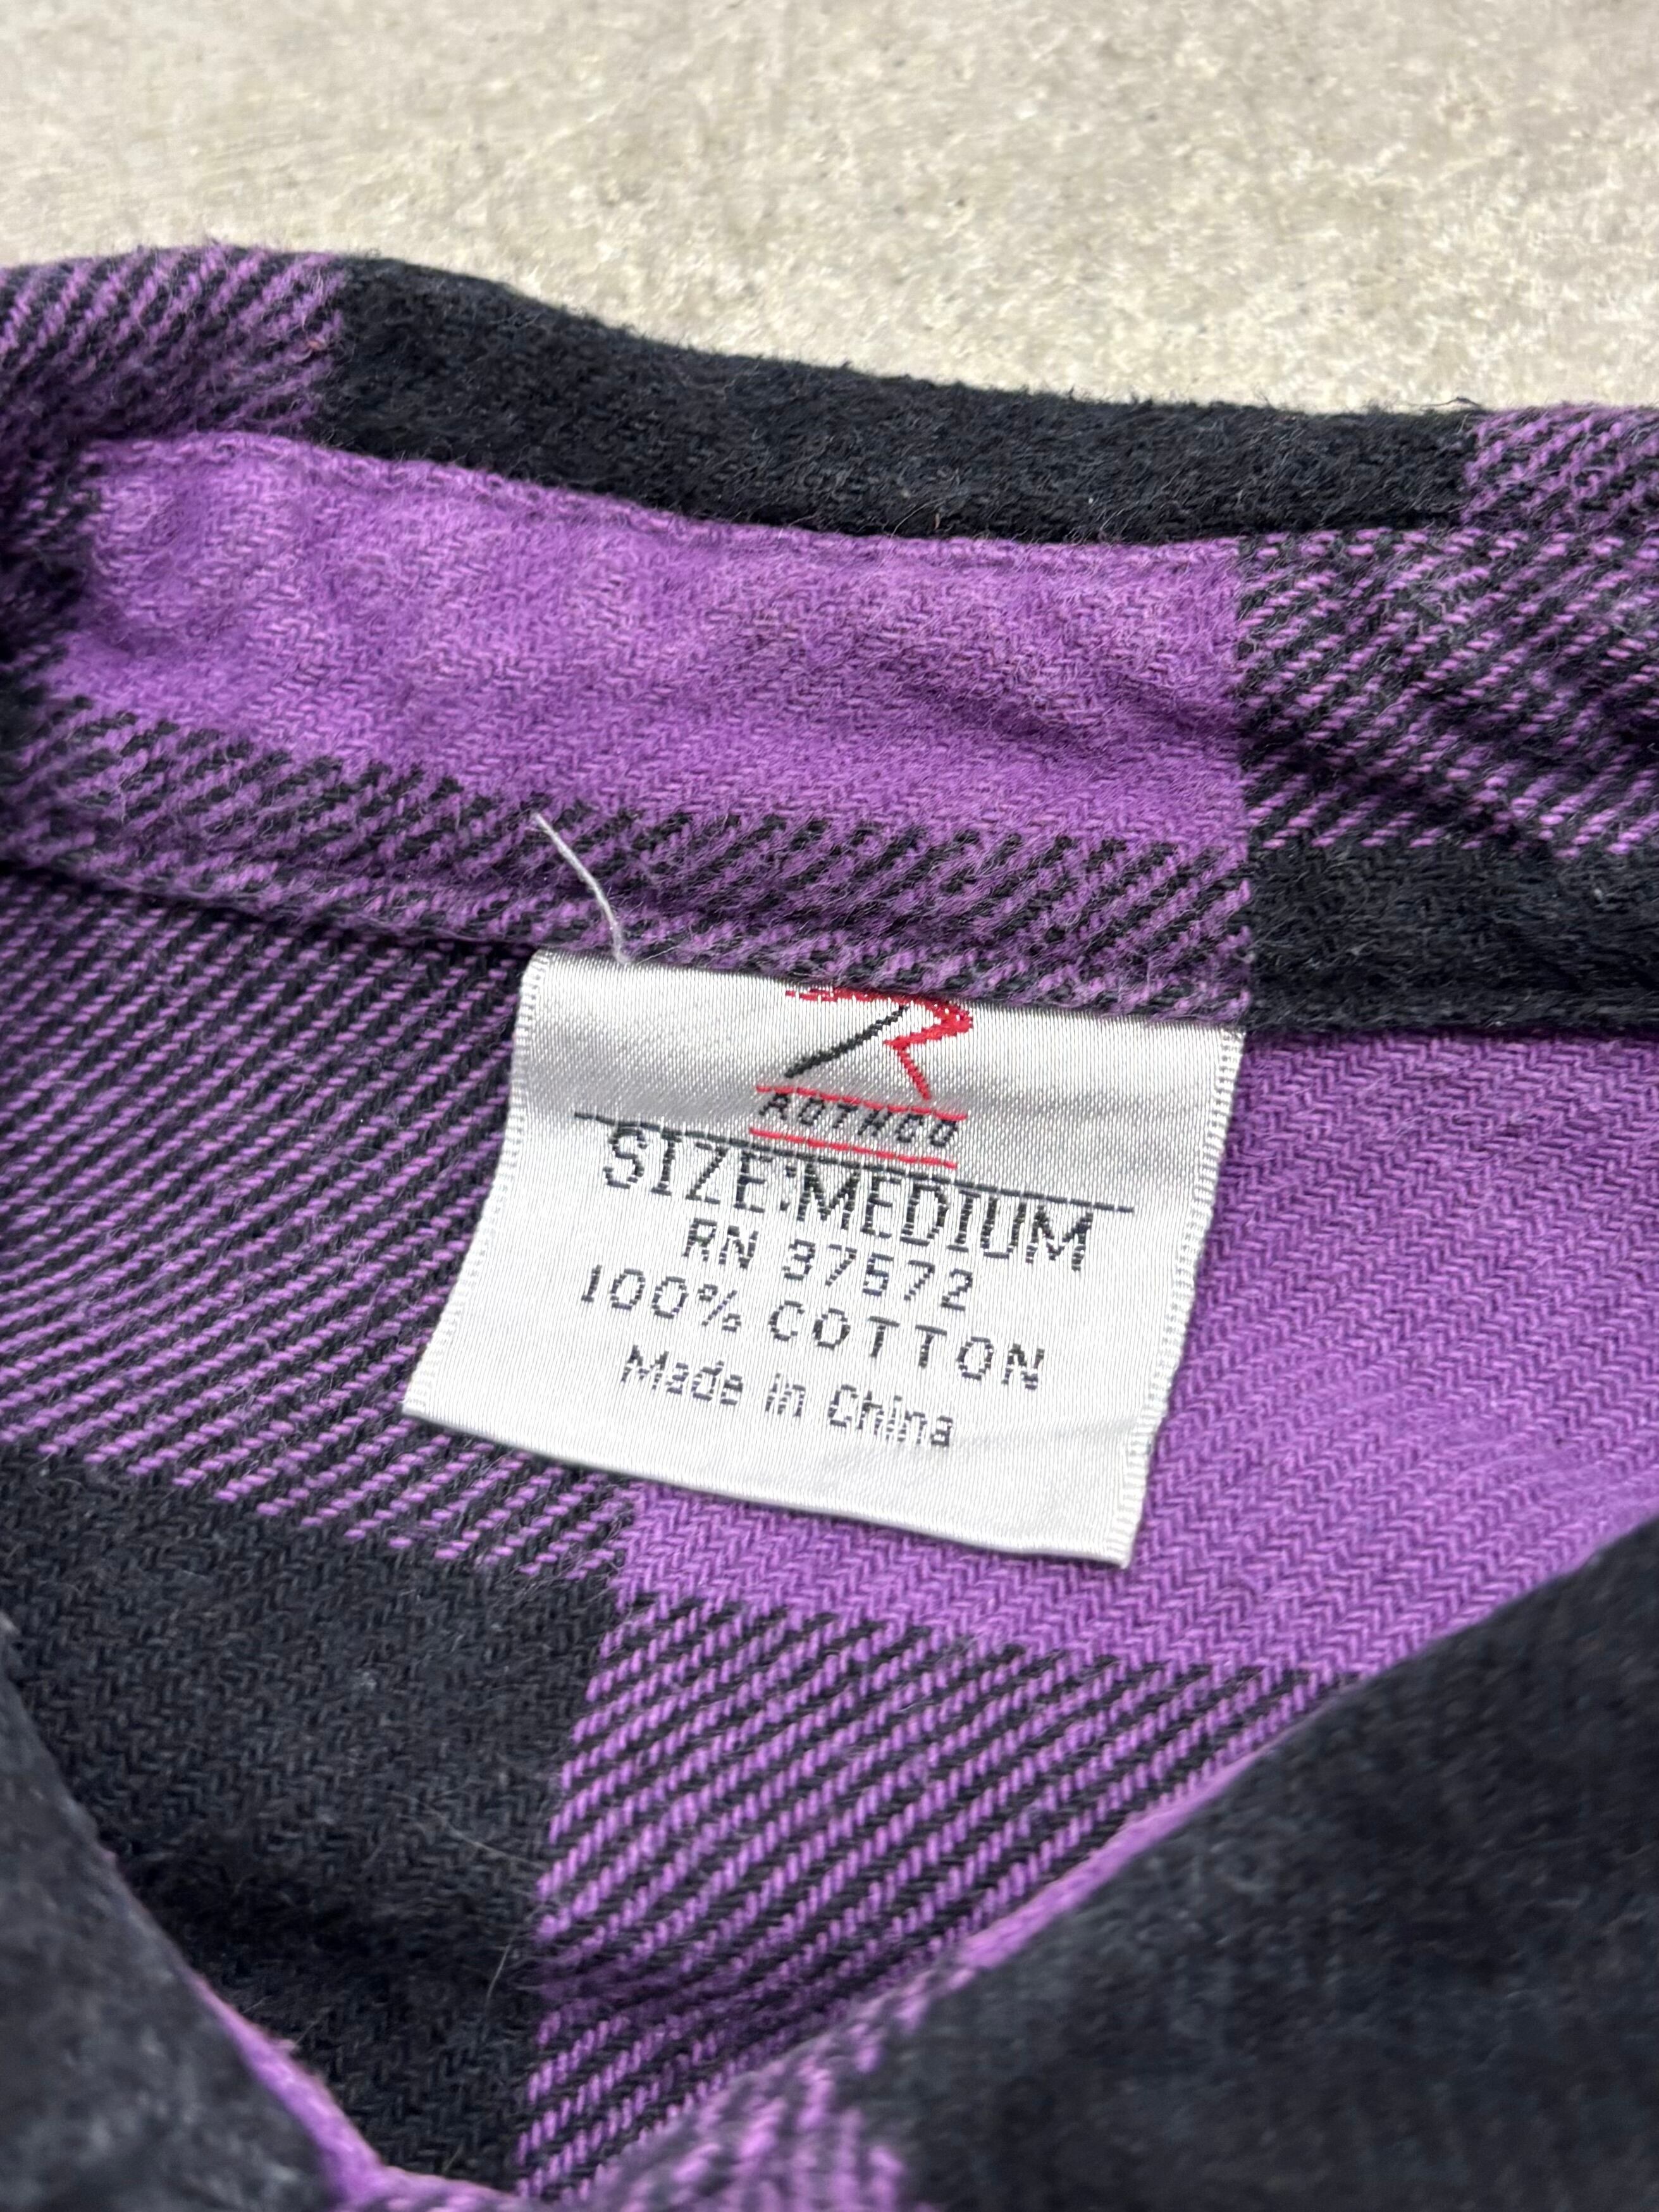 ROTHCO
SIZE:MEDIUM
RN 37572
100% COTTON
Made in China